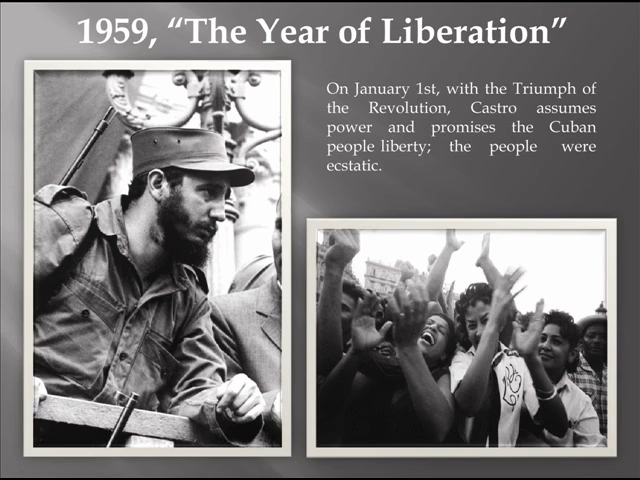 1959, “The Year of Liberation”
On January 1st, with the Triumph of
the Revolution, Castro assumes
power and promises the Cuban
people liberty; the people were
ecstatic.